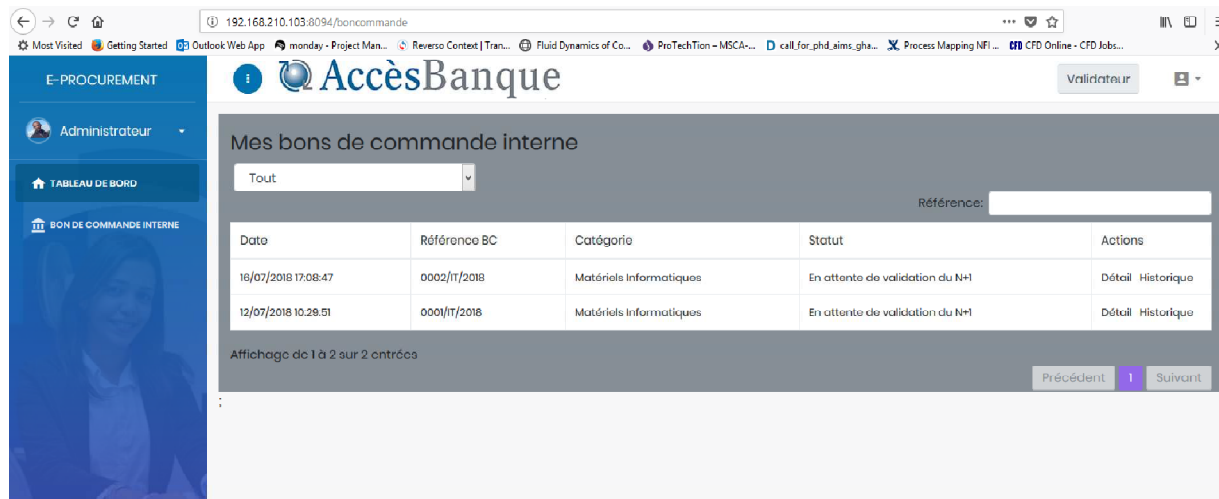 192.168.210.103:8094/boncommande
Most Visited Getting Started Outlook Web App monday - Project Man... Reverso Context | Tran... Fluid Dynamics of Co... ProTechTion – MSCA-... call_for_phd_aims_gha... Process Mapping NFI ... CFD Online - CFD Jobs...
E-PROCUREMENT
AccèsBanque
Validateur
Administrateur
TABLEAU DE BORD
BON DE COMMANDE INTERNE
Mes bons de commande interne
Tout
Référence:
Date Référence BC Catégorie Statut Actions
16/07/2018 17:08:47 0002/IT/2018 Matériels Informatiques En attente de validation du N+1 Détail Historique
12/07/2018 10:29:51 0001/IT/2018 Matériels Informatiques En attente de validation du N+1 Détail Historique
Affichage de 1 à 2 sur 2 entrées
Précédent 1 Suivant
;